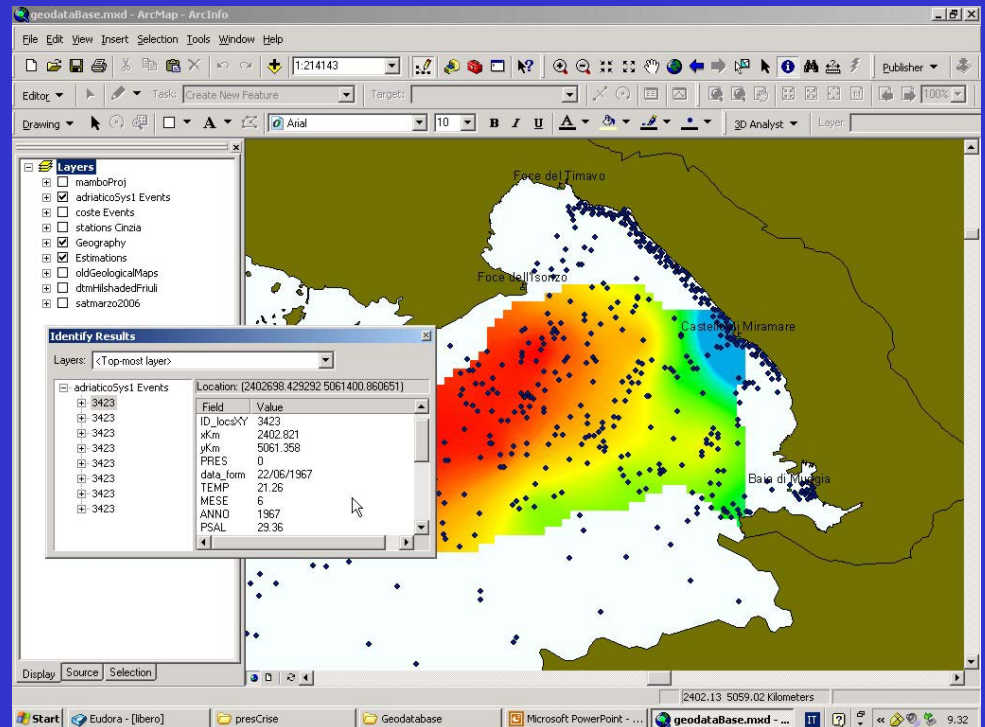 geodataBase.mxd - ArcMap - ArcInfo
File Edit View Insert Selection Tools Window Help
1:214143
Publisher
Editor Task: Create New Feature Target: 100%
Drawing A Arial 10 B I U A 3D Analyst Layer:
Layers
mamboProj
adriaticoSys1 Events
coste Events
stations Cinzia
Geography
Estimations
oldGeologicalMaps
dtmHilshadedFriuli
satmarzo2006
Foce del Timavo
Foce dell'Isonzo
Castello di Miramare
Baia di Muggia
Identify Results
Layers: <Top-most layer>
adriaticoSys1 Events
3423
3423
3423
3423
3423
3423
3423
3423
Location: (2402698.429292 5061400.860651)
Field Value
ID_locsXY 3423
xKm 2402.821
yKm 5061.358
PRES 0
data_form 22/06/1967
TEMP 21.26
MESE 6
ANNO 1967
PSAL 29.36
Display Source Selection
2402.13 5059.02 Kilometers
Start Eudora - [libero] presCrise Geodatabase Microsoft PowerPoint - ... geodataBase.mxd - ... IT 9.32